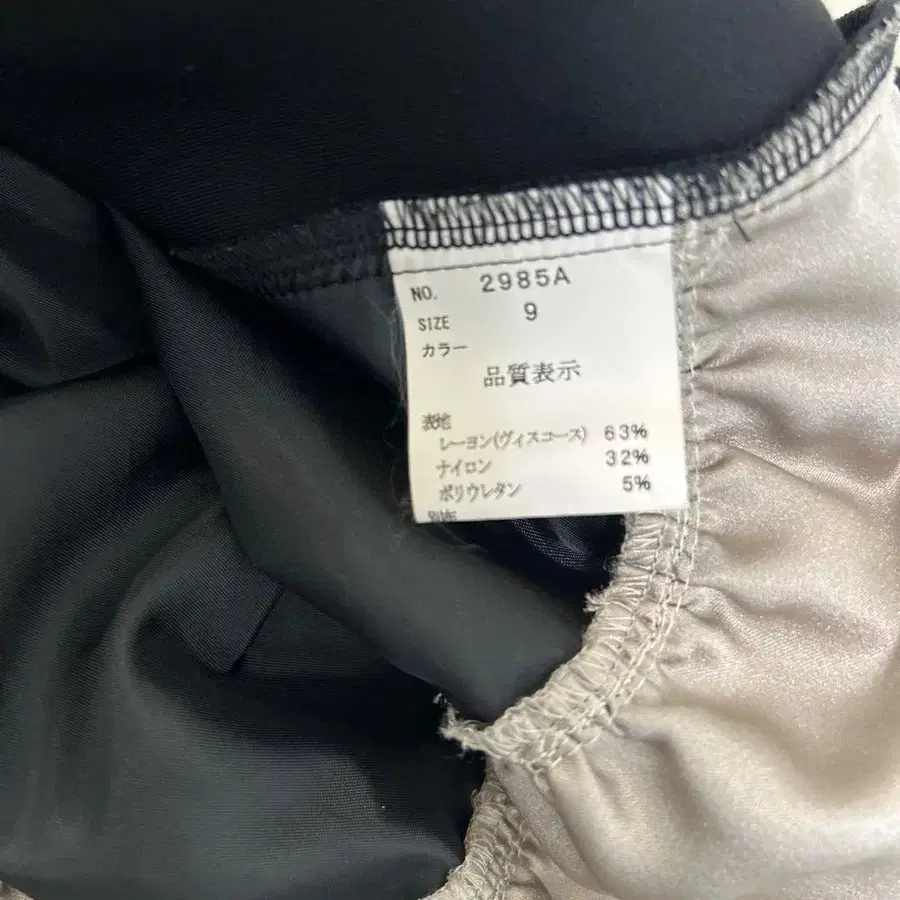 NO. 2985A
SIZE 9
カラー
品質表示
表地
レーヨン(ヴィスコース) 63%
ナイロン 32%
ポリウレタン 5%